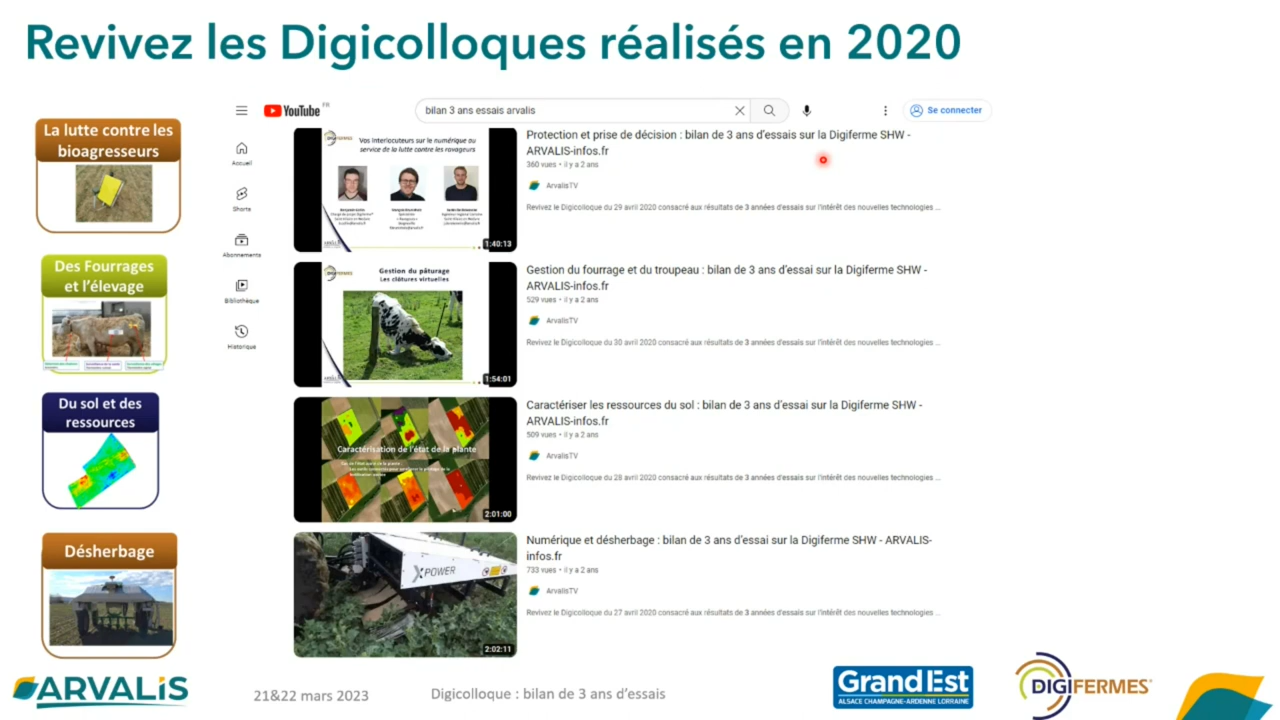 Revivez les Digicolloques réalisés en 2020
La lutte contre les
bioagresseurs
Des Fourrages
et l'élevage
Du sol et des
ressources
Désherbage
YouTube FR
bilan 3 ans essais arvalis
Se connecter
Accueil
Shorts
Abonnements
Bibliothèque
Historique
DIGIFERMES
Vos interlocuteurs sur le numérique au
service de la lutte contre les ravageurs
1:40:13
Protection et prise de décision : bilan de 3 ans d'essais sur la Digiferme SHW -
ARVALIS-infos.fr
360 vues • il y a 2 ans
ArvalisTV
Revivez le Digicolloque du 29 avril 2020 consacré aux résultats de 3 années d'essais sur l'intérêt des nouvelles technologies ...
DIGIFERMES
Gestion du pâturage
Les clôtures virtuelles
1:54:01
Gestion du fourrage et du troupeau : bilan de 3 ans d'essai sur la Digiferme SHW -
ARVALIS-infos.fr
529 vues • il y a 2 ans
ArvalisTV
Revivez le Digicolloque du 30 avril 2020 consacré aux résultats de 3 années d'essais sur l'intérêt des nouvelles technologies ...
Caractérisation de l'état de la plante
2:01:00
Caractériser les ressources du sol : bilan de 3 ans d'essai sur la Digiferme SHW -
ARVALIS-infos.fr
509 vues • il y a 2 ans
ArvalisTV
Revivez le Digicolloque du 28 avril 2020 consacré aux résultats de 3 années d'essais sur l'intérêt des nouvelles technologies ...
XPOWER
2:02:11
Numérique et désherbage : bilan de 3 ans d'essai sur la Digiferme SHW - ARVALIS-
infos.fr
733 vues • il y a 2 ans
ArvalisTV
Revivez le Digicolloque du 27 avril 2020 consacré aux résultats de 3 années d'essais sur l'intérêt des nouvelles technologies ...
ARVALIS
21&22 mars 2023
Digicolloque : bilan de 3 ans d'essais
Grand Est
ALSACE CHAMPAGNE-ARDENNE LORRAINE
DIGIFERMES®